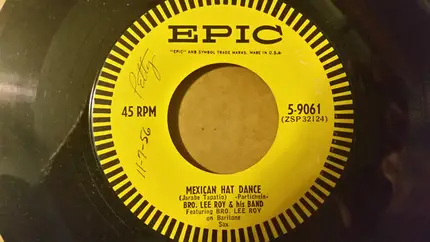 EPIC
"EPIC" AND SYMBOL TRADE MARKS. MADE IN U.S.A.
Patty
45 RPM
5-9061
(ZSP 32124)
11-7-56
MEXICAN HAT DANCE
(Jarabe Tapatio) -Partichela-
BRO. LEE ROY & his BAND
Featuring BRO. LEE ROY
on Baritone
Sax